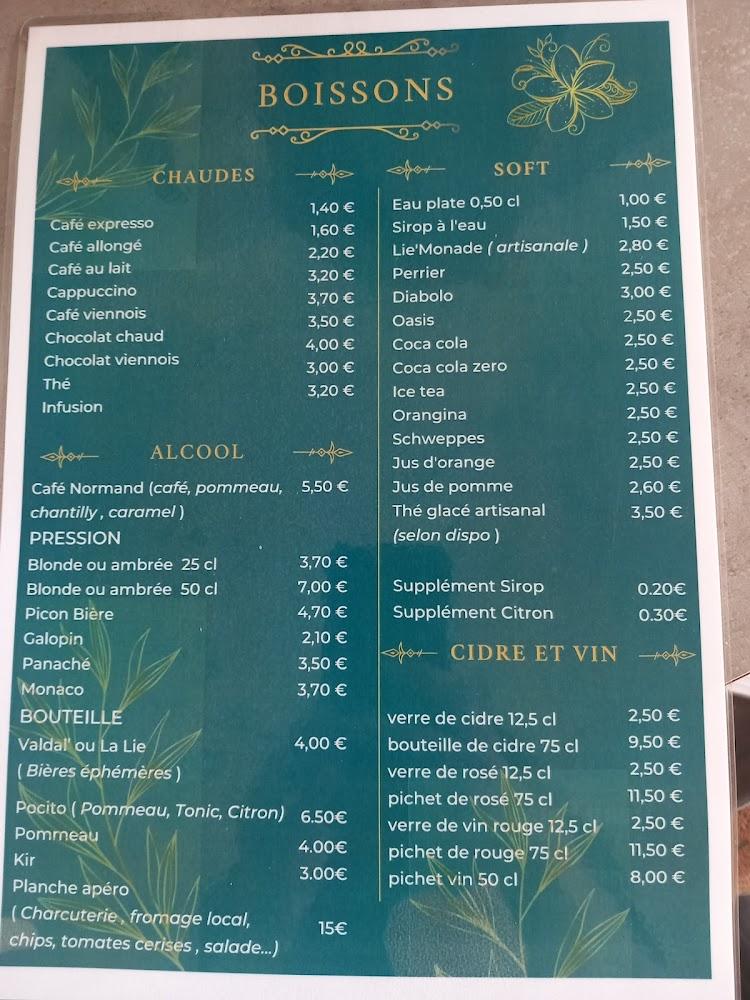 BOISSONS
CHAUDES
Café expresso 1,40 €
Café allongé 1,60 €
Café au lait 2,20 €
Cappuccino 3,20 €
Café viennois 3,70 €
Chocolat chaud 3,50 €
Chocolat viennois 4,00 €
Thé 3,00 €
Infusion 3,20 €
ALCOOL
Café Normand (café, pommeau, 5,50 €
chantilly , caramel )
PRESSION
Blonde ou ambrée 25 cl 3,70 €
Blonde ou ambrée 50 cl 7,00 €
Picon Bière 4,70 €
Galopin 2,10 €
Panaché 3,50 €
Monaco 3,70 €
BOUTEILLE
Valdal' ou La Lie 4,00 €
( Bières éphémères )
Pocito ( Pommeau, Tonic, Citron) 6.50€
Pommeau 4.00€
Kir 3.00€
Planche apéro
( Charcuterie , fromage local, 15€
chips, tomates cerises , salade...)
SOFT
Eau plate 0,50 cl 1,00 €
Sirop à l'eau 1,50 €
Lie'Monade ( artisanale ) 2,80 €
Perrier 2,50 €
Diabolo 3,00 €
Oasis 2,50 €
Coca cola 2,50 €
Coca cola zero 2,50 €
Ice tea 2,50 €
Orangina 2,50 €
Schweppes 2,50 €
Jus d'orange 2,50 €
Jus de pomme 2,60 €
Thé glacé artisanal 3,50 €
(selon dispo )
Supplément Sirop 0.20€
Supplément Citron 0.30€
CIDRE ET VIN
verre de cidre 12,5 cl 2,50 €
bouteille de cidre 75 cl 9,50 €
verre de rosé 12,5 cl 2,50 €
pichet de rosé 75 cl 11,50 €
verre de vin rouge 12,5 cl 2,50 €
pichet de rouge 75 cl 11,50 €
pichet vin 50 cl 8,00 €